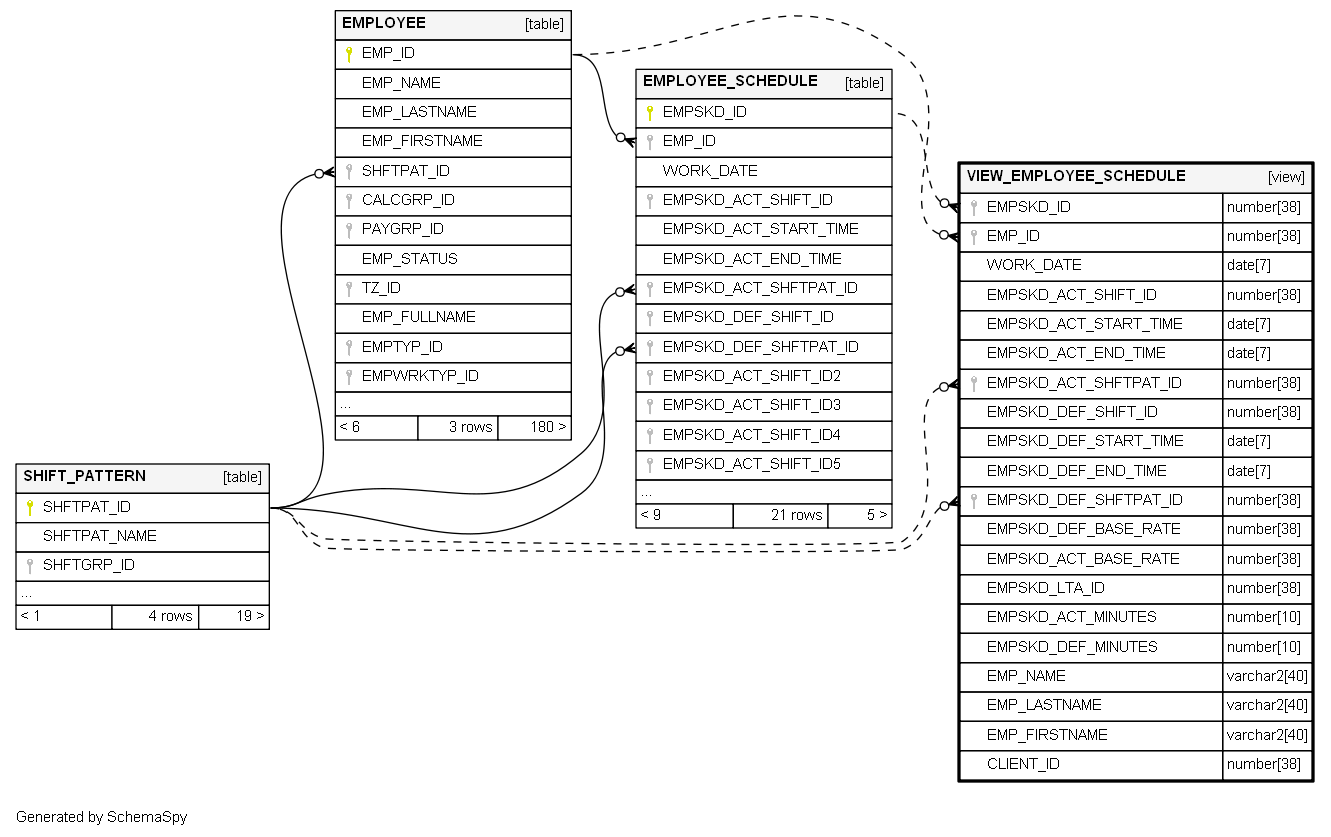 EMPLOYEE [table]
EMP_ID
EMP_NAME
EMP_LASTNAME
EMP_FIRSTNAME
SHFTPAT_ID
CALCGRP_ID
PAYGRP_ID
EMP_STATUS
TZ_ID
EMP_FULLNAME
EMPTYP_ID
EMPWRKTYP_ID
...
< 6 3 rows 180 >
EMPLOYEE_SCHEDULE [table]
EMPSKD_ID
EMP_ID
WORK_DATE
EMPSKD_ACT_SHIFT_ID
EMPSKD_ACT_START_TIME
EMPSKD_ACT_END_TIME
EMPSKD_ACT_SHFTPAT_ID
EMPSKD_DEF_SHIFT_ID
EMPSKD_DEF_SHFTPAT_ID
EMPSKD_ACT_SHIFT_ID2
EMPSKD_ACT_SHIFT_ID3
EMPSKD_ACT_SHIFT_ID4
EMPSKD_ACT_SHIFT_ID5
...
< 9 21 rows 5 >
VIEW_EMPLOYEE_SCHEDULE [view]
EMPSKD_ID number[38]
EMP_ID number[38]
WORK_DATE date[7]
EMPSKD_ACT_SHIFT_ID number[38]
EMPSKD_ACT_START_TIME date[7]
EMPSKD_ACT_END_TIME date[7]
EMPSKD_ACT_SHFTPAT_ID number[38]
EMPSKD_DEF_SHIFT_ID number[38]
EMPSKD_DEF_START_TIME date[7]
EMPSKD_DEF_END_TIME date[7]
EMPSKD_DEF_SHFTPAT_ID number[38]
EMPSKD_DEF_BASE_RATE number[38]
EMPSKD_ACT_BASE_RATE number[38]
EMPSKD_LTA_ID number[38]
EMPSKD_ACT_MINUTES number[10]
EMPSKD_DEF_MINUTES number[10]
EMP_NAME varchar2[40]
EMP_LASTNAME varchar2[40]
EMP_FIRSTNAME varchar2[40]
CLIENT_ID number[38]
SHIFT_PATTERN [table]
SHFTPAT_ID
SHFTPAT_NAME
SHFTGRP_ID
...
< 1 4 rows 19 >
Generated by SchemaSpy